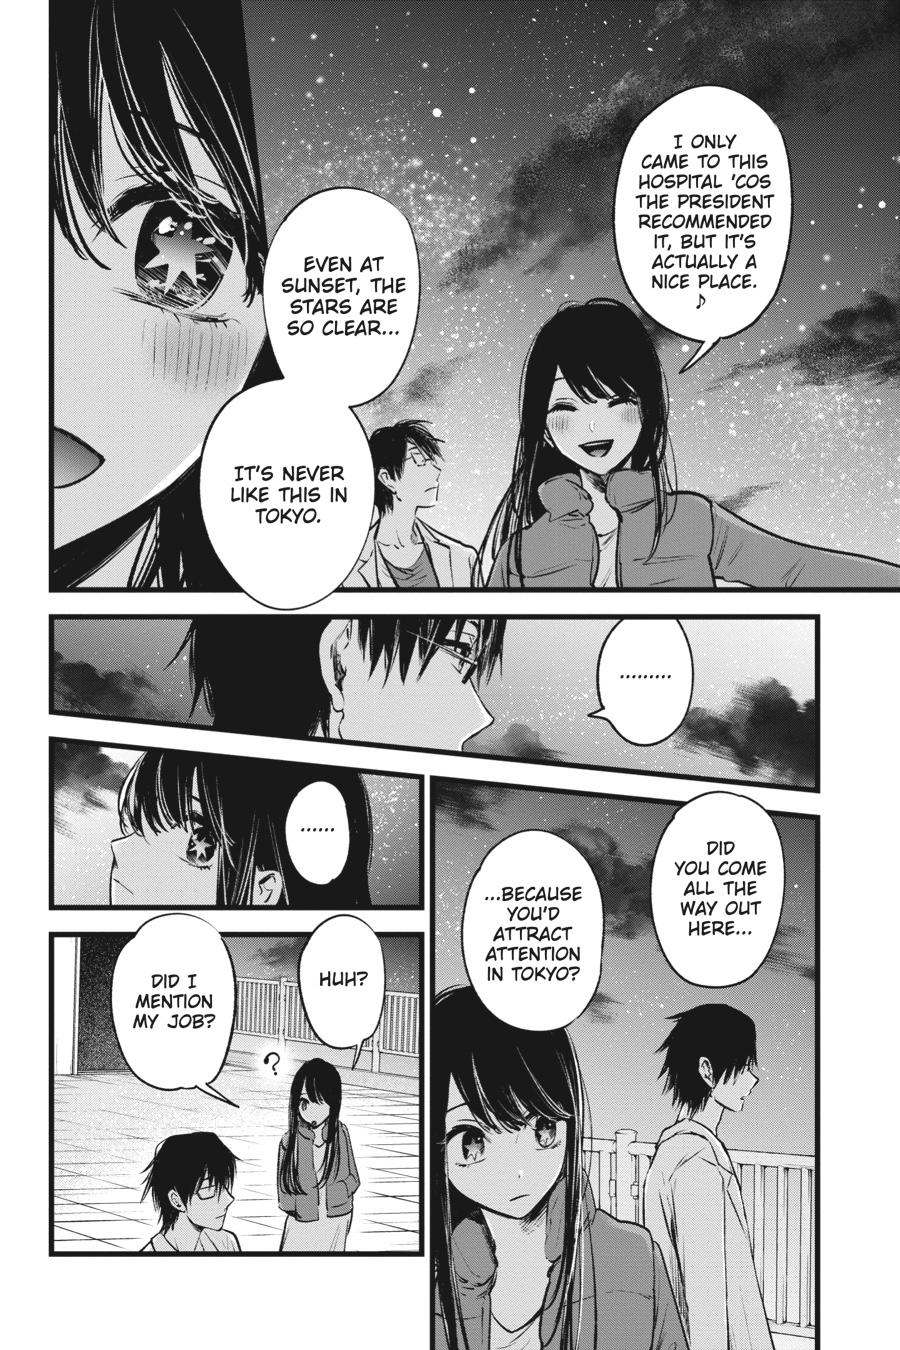 I ONLY
CAME TO THIS
HOSPITAL 'COS
THE PRESIDENT
RECOMMENDED
IT, BUT IT'S
ACTUALLY A
NICE PLACE.
♪
EVEN AT
SUNSET, THE
STARS ARE
SO CLEAR...
IT'S NEVER
LIKE THIS IN
TOKYO.
.........
......
DID
YOU COME
ALL THE
WAY OUT
HERE...
...BECAUSE
YOU'D
ATTRACT
ATTENTION
IN TOKYO?
HUH?
?
DID I
MENTION
MY JOB?